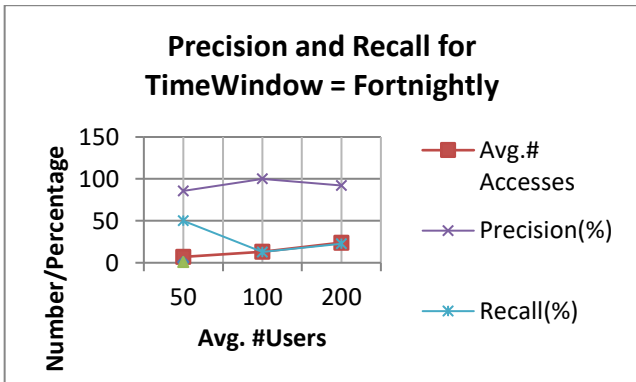 Precision and Recall for
TimeWindow = Fortnightly
Number/Percentage
150
100
50
0
50 100 200
Avg. #Users
Avg.#
Accesses
Precision(%)
Recall(%)